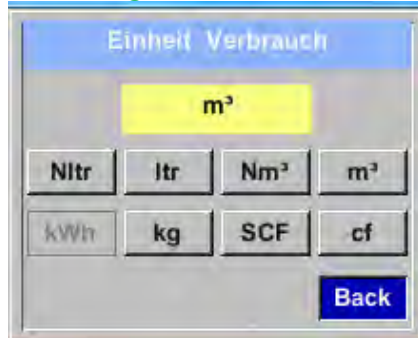 Einheit Verbrauch
m³
Nltr ltr Nm³ m³
kWh kg SCF cf
Back